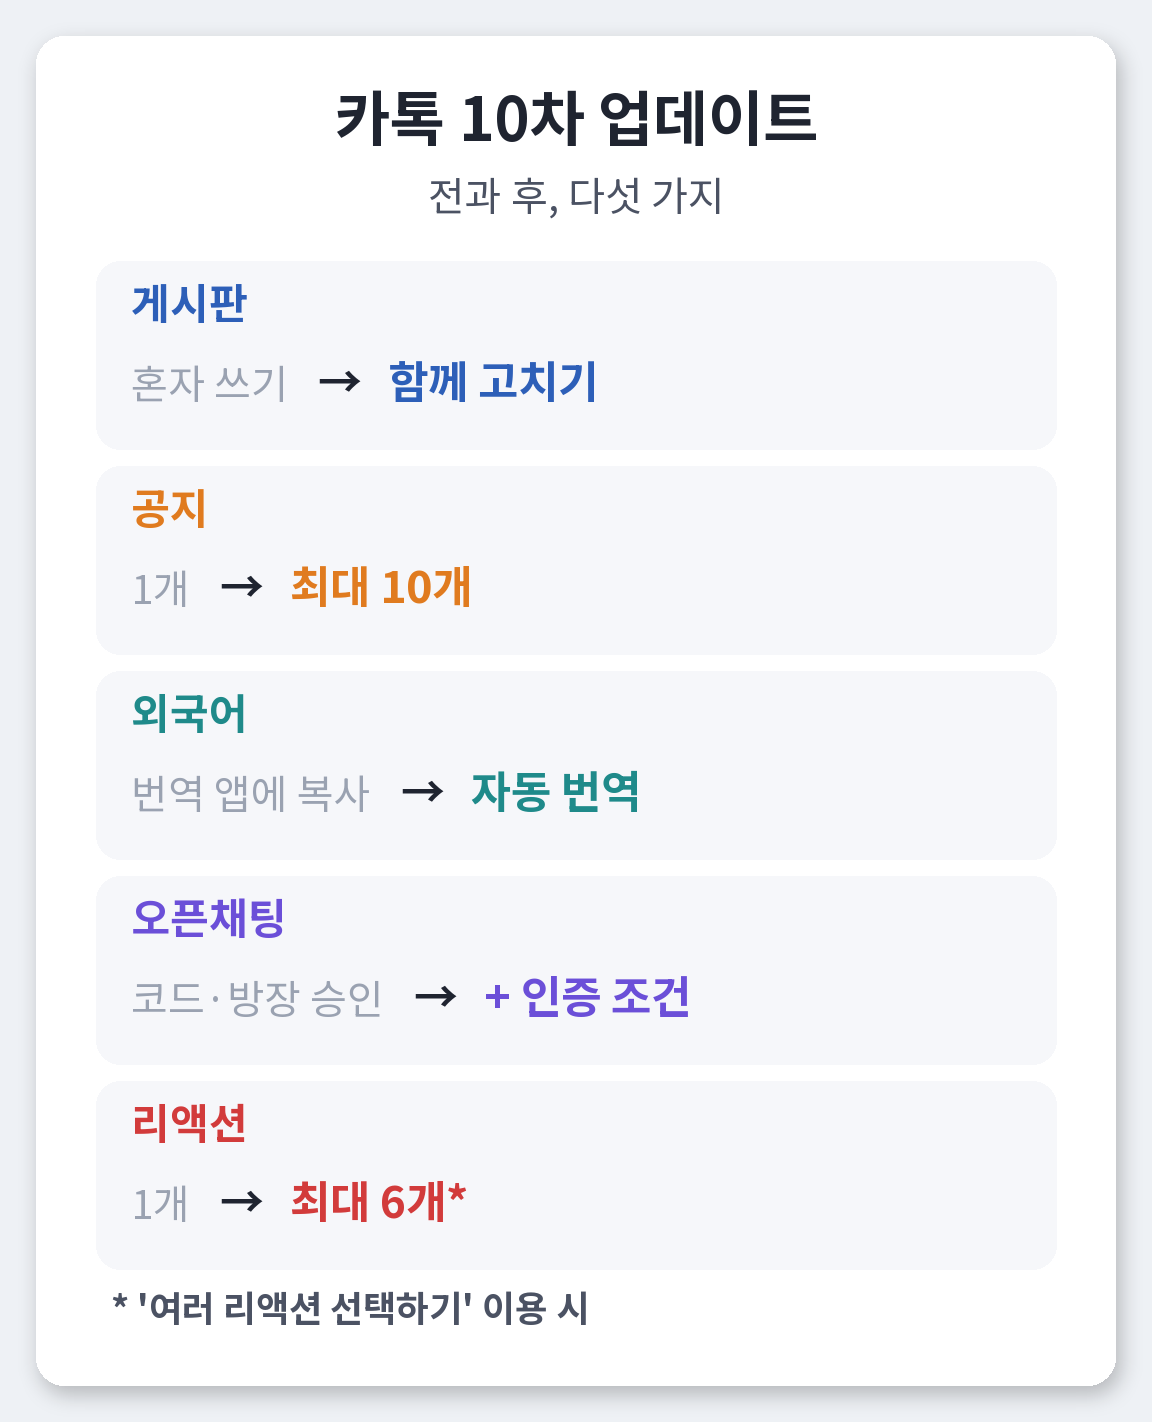 카톡 10차 업데이트
전과 후, 다섯 가지
게시판
혼자 쓰기 → 함께 고치기
공지
1개 → 최대 10개
외국어
번역 앱에 복사 → 자동 번역
오픈채팅
코드·방장 승인 → + 인증 조건
리액션
1개 → 최대 6개*
* '여러 리액션 선택하기' 이용 시